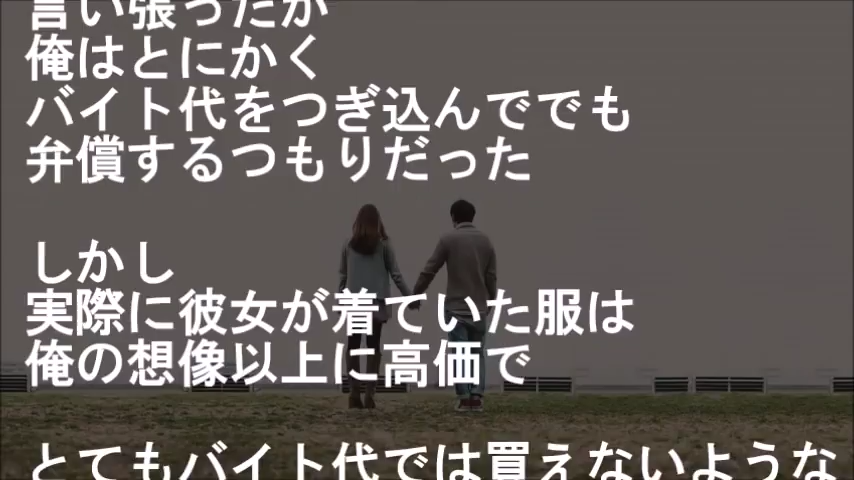 言い張ったが
俺はとにかく
バイト代をつぎ込んででも
弁償するつもりだった
しかし
実際に彼女が着ていた服は
俺の想像以上に高価で
とてもバイト代では買えないような